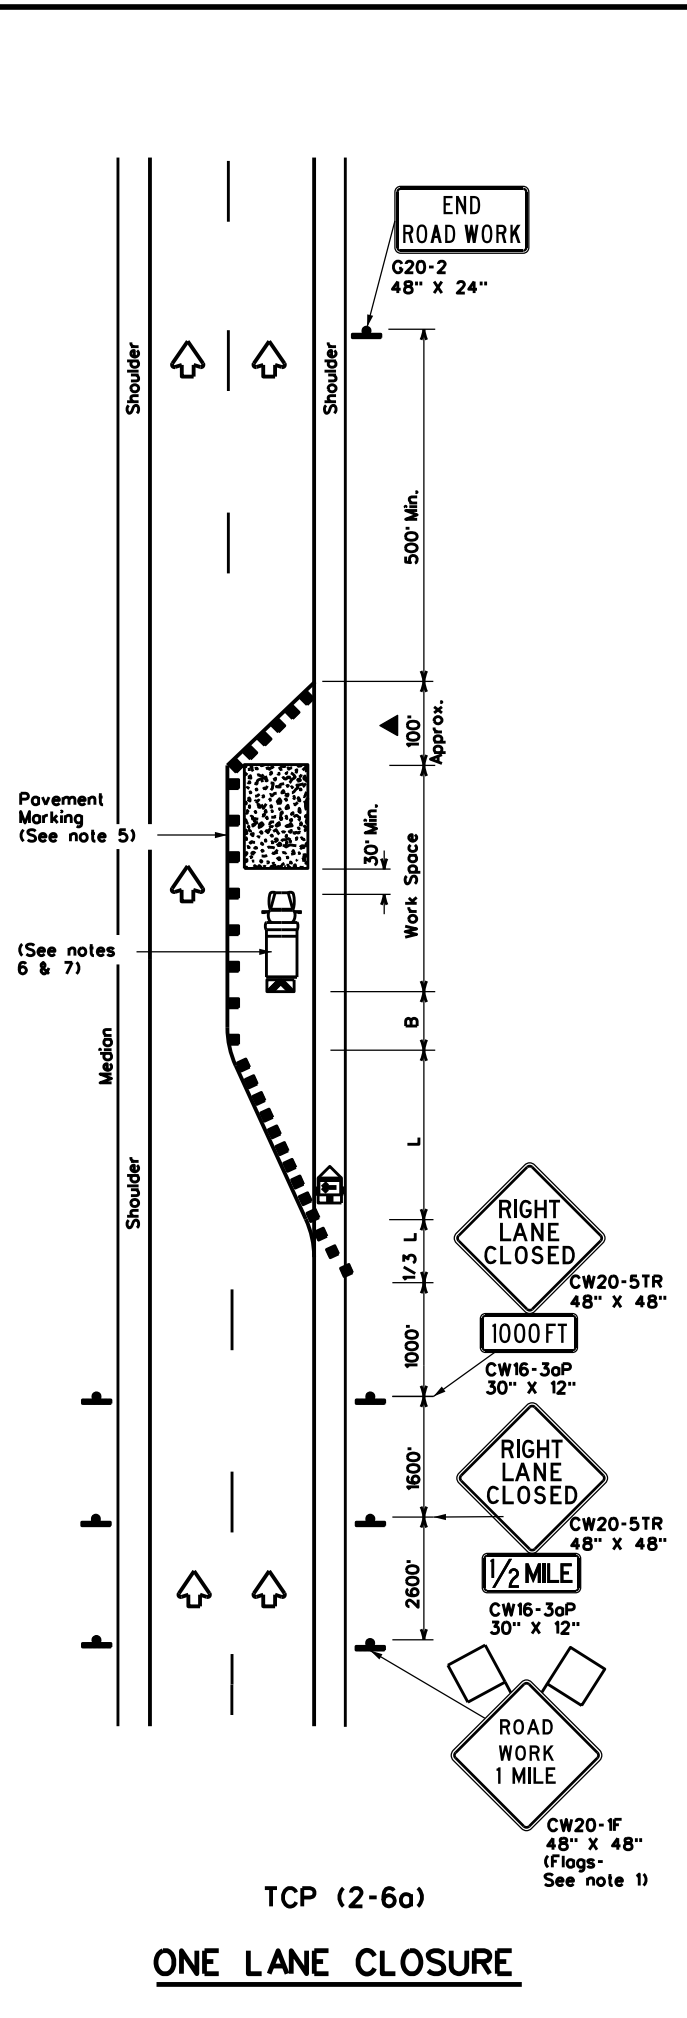 END
ROAD WORK
G20-2
48" X 24"
Shoulder
Shoulder
500' Min.
100'
Approx.
Pavement
Marking
(See note 5)
30' Min.
Work Space
(See notes
6 & 7)
B
Median
L
Shoulder
1/3 L
RIGHT
LANE
CLOSED
CW20-5TR
48" X 48"
1000 FT
CW16-3aP
30" X 12"
1000'
1600'
RIGHT
LANE
CLOSED
CW20-5TR
48" X 48"
1/2 MILE
CW16-3aP
30" X 12"
2600'
ROAD
WORK
1 MILE
CW20-1F
48" X 48"
(Flags-
See note 1)
TCP (2-6a)
ONE LANE CLOSURE